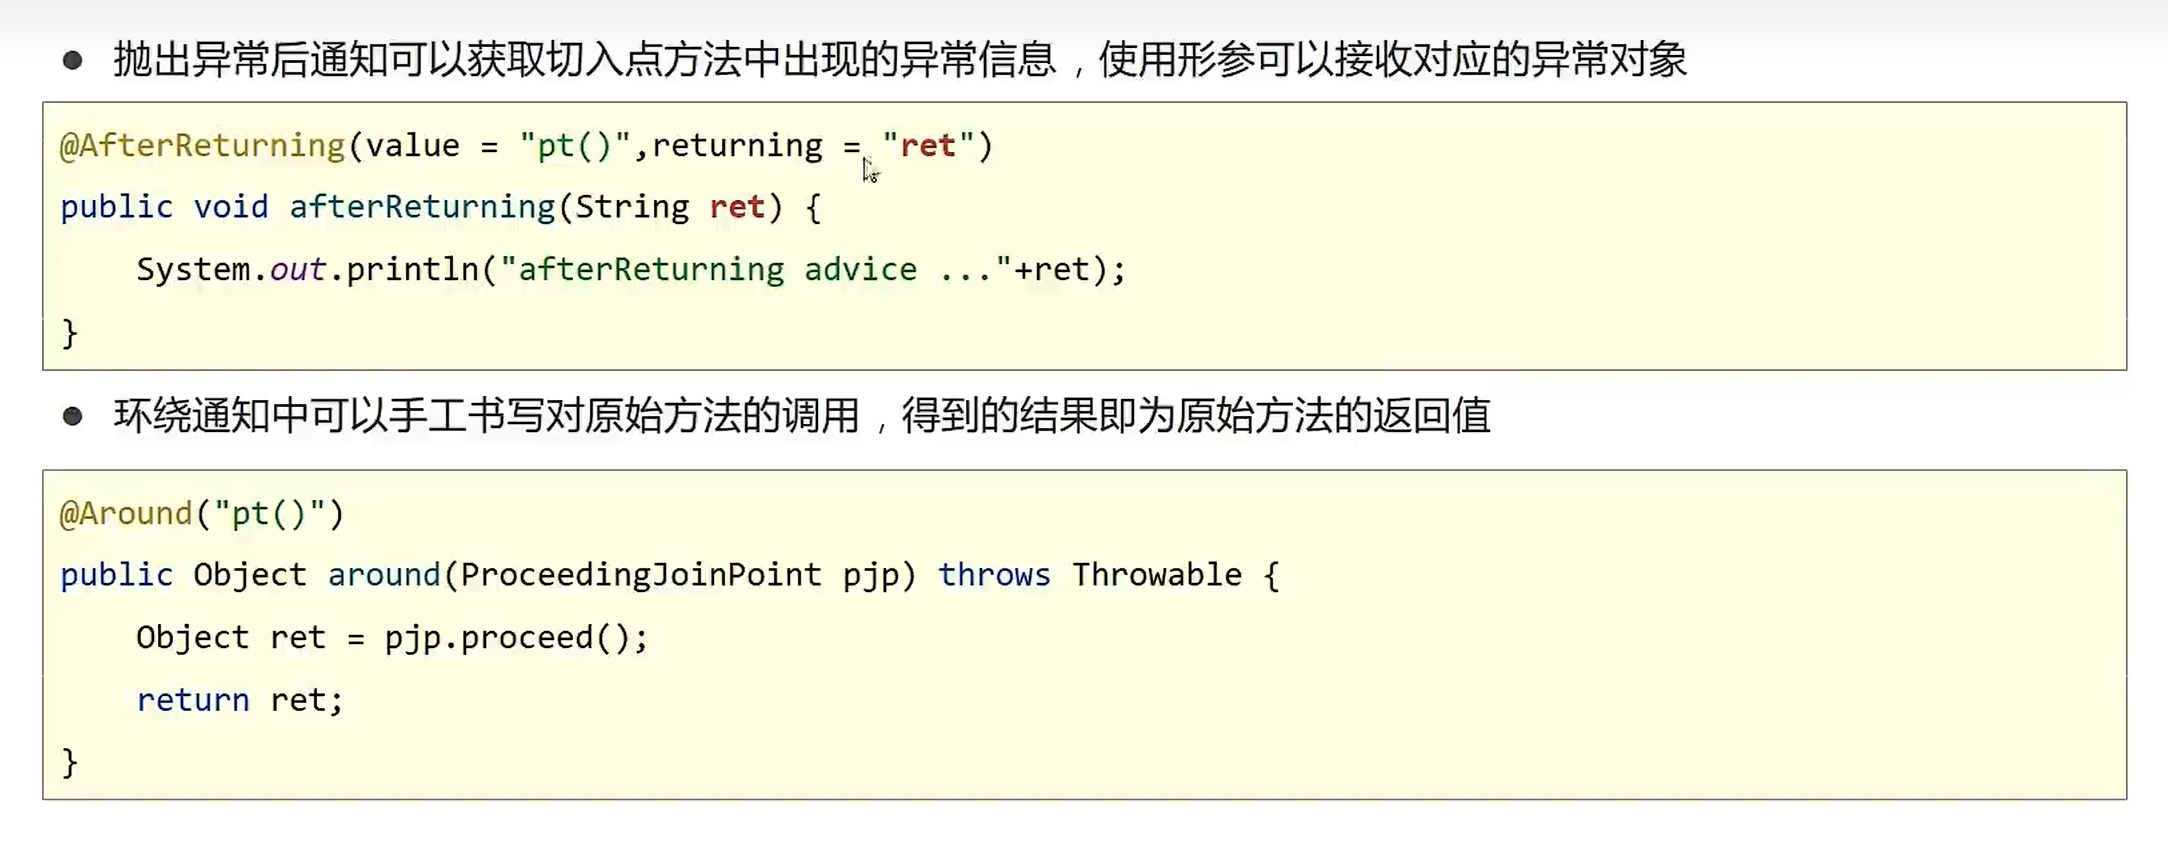 ● 抛出异常后通知可以获取切入点方法中出现的异常信息，使用形参可以接收对应的异常对象
@AfterReturning(value = "pt()",returning = "ret")
public void afterReturning(String ret) {
    System.out.println("afterReturning advice ..."+ret);
}
● 环绕通知中可以手工书写对原始方法的调用，得到的结果即为原始方法的返回值
@Around("pt()")
public Object around(ProceedingJoinPoint pjp) throws Throwable {
    Object ret = pjp.proceed();
    return ret;
}